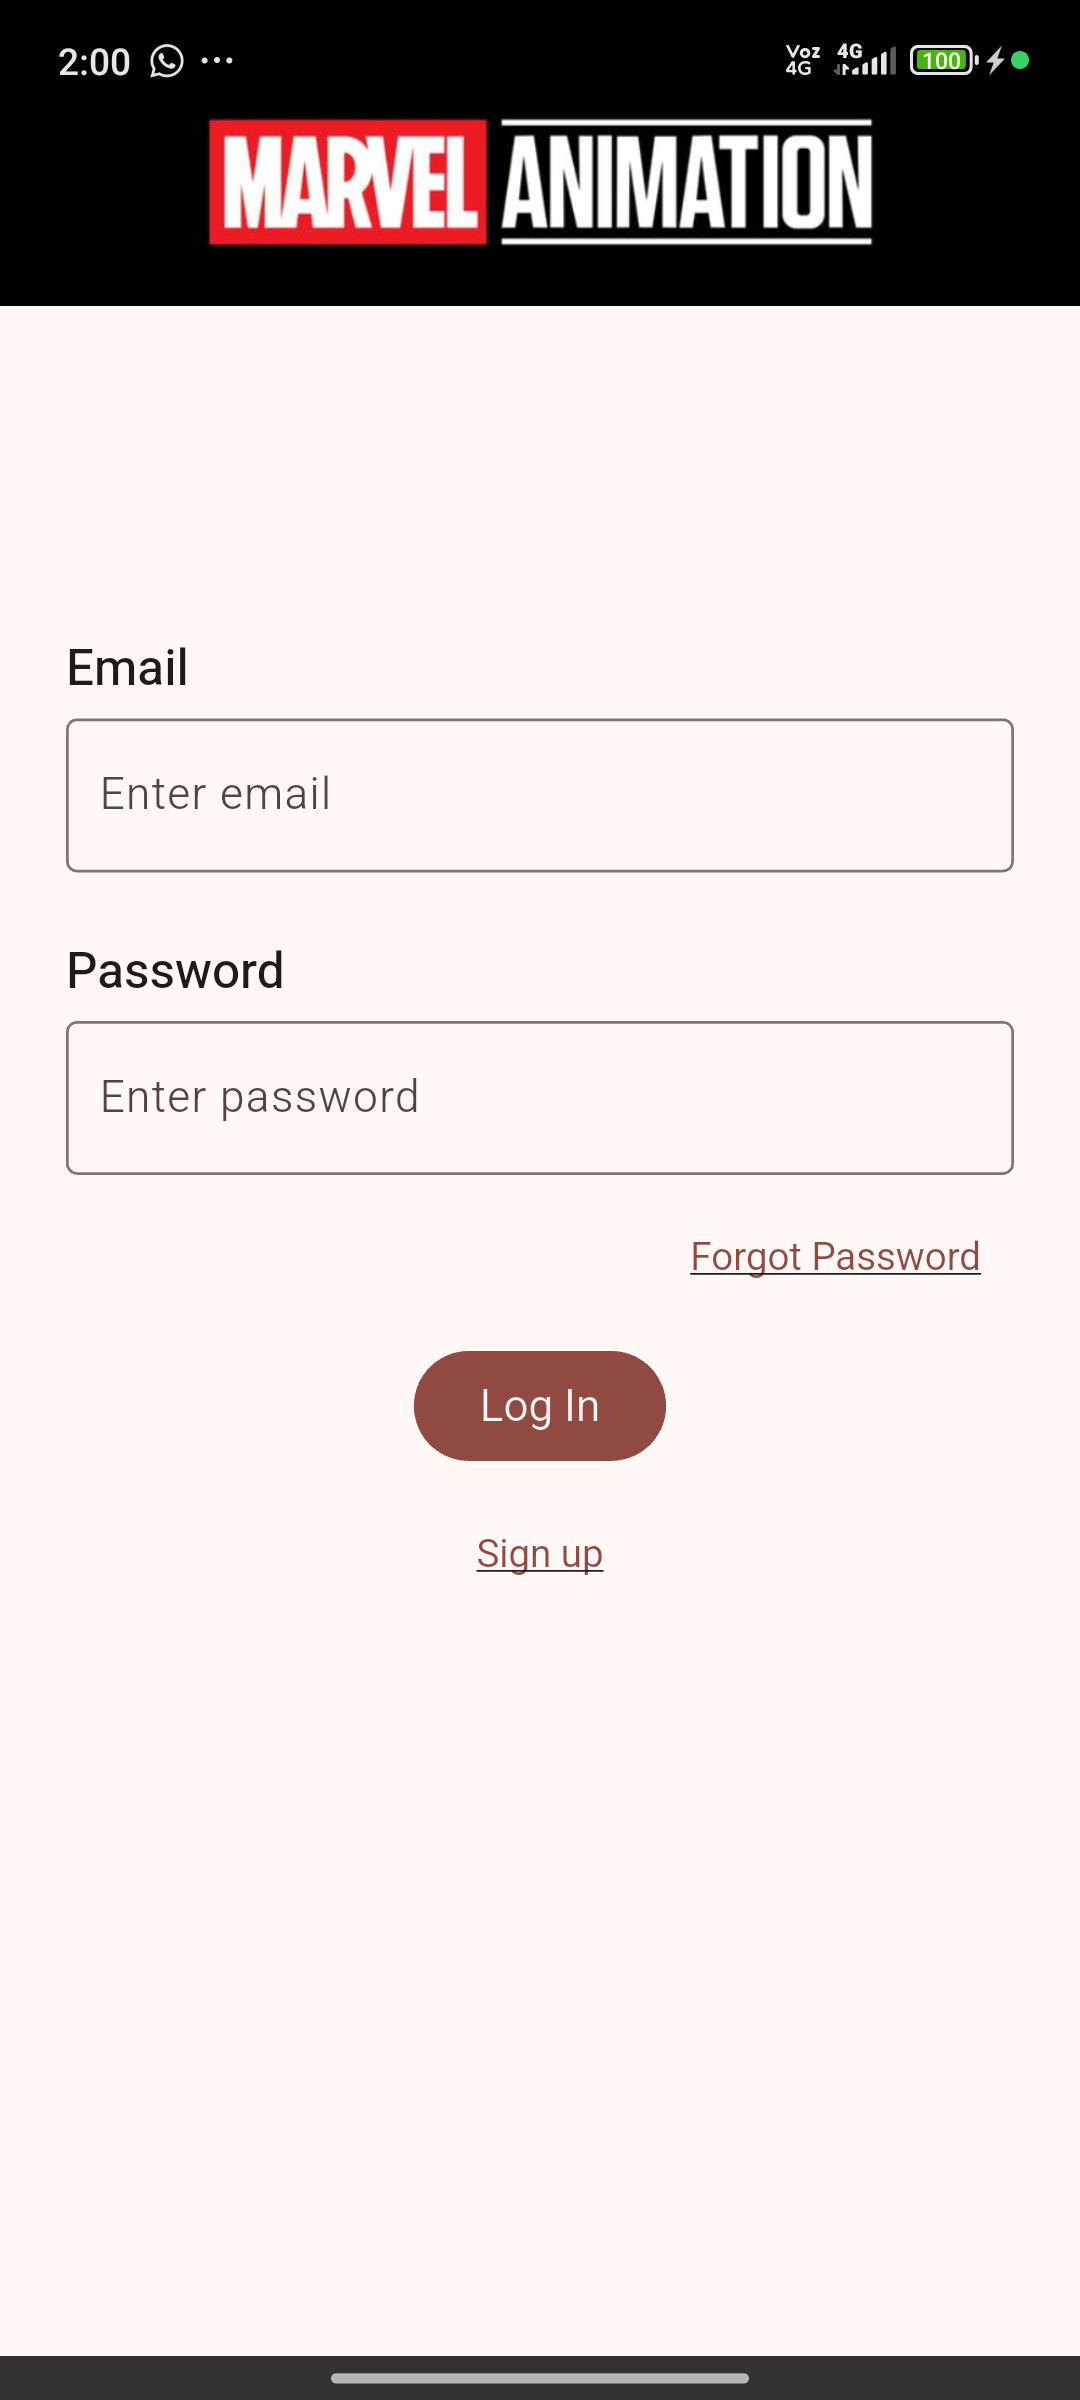 2:00
Voz 4G
4G
100
MARVEL ANIMATION
Email
Enter email
Password
Enter password
Forgot Password
Log In
Sign up